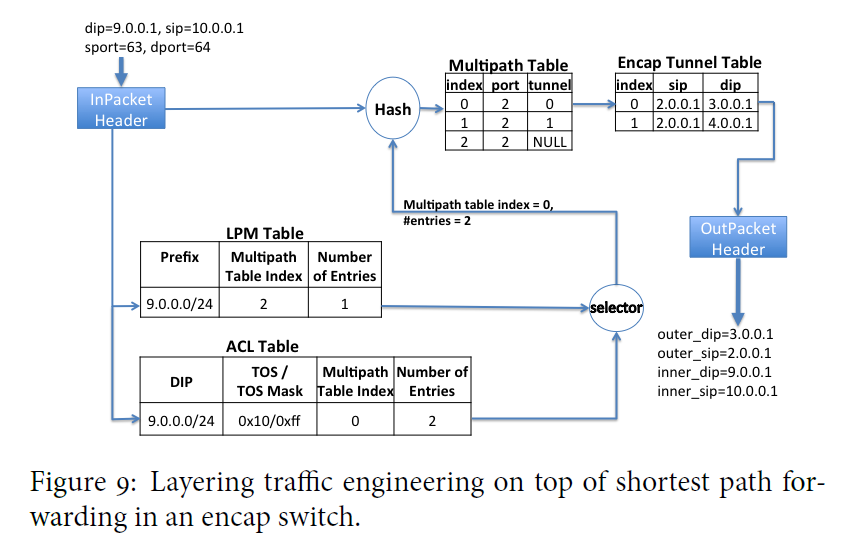 dip=9.0.0.1, sip=10.0.0.1
sport=63, dport=64
InPacket
Header
Hash
Multipath Table
index port tunnel
0 2 0
1 2 1
2 2 NULL
Encap Tunnel Table
index sip dip
0 2.0.0.1 3.0.0.1
1 2.0.0.1 4.0.0.1
Multipath table index = 0,
#entries = 2
OutPacket
Header
LPM Table
Prefix Multipath Number
Table Index of Entries
9.0.0.0/24 2 1
selector
outer_dip=3.0.0.1
outer_sip=2.0.0.1
inner_dip=9.0.0.1
inner_sip=10.0.0.1
ACL Table
DIP TOS / Multipath Number of
TOS Mask Table Index Entries
9.0.0.0/24 0x10/0xff 0 2
Figure 9: Layering traffic engineering on top of shortest path for-
warding in an encap switch.